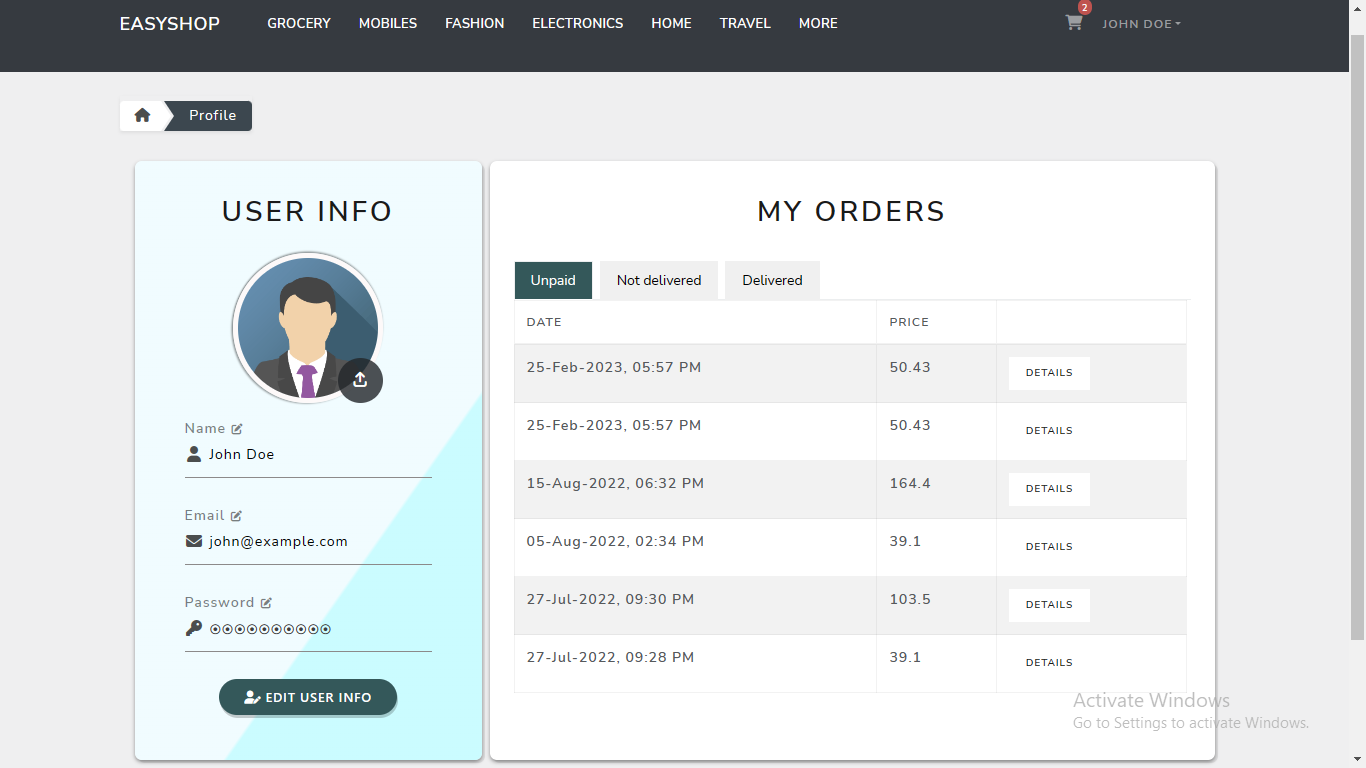 EASYSHOP GROCERY MOBILES FASHION ELECTRONICS HOME TRAVEL MORE 2 JOHN DOE
Profile
USER INFO
Name
John Doe
Email
john@example.com
Password
EDIT USER INFO
MY ORDERS
Unpaid Not delivered Delivered
DATE PRICE
25-Feb-2023, 05:57 PM 50.43 DETAILS
25-Feb-2023, 05:57 PM 50.43 DETAILS
15-Aug-2022, 06:32 PM 164.4 DETAILS
05-Aug-2022, 02:34 PM 39.1 DETAILS
27-Jul-2022, 09:30 PM 103.5 DETAILS
27-Jul-2022, 09:28 PM 39.1 DETAILS
Activate Windows
Go to Settings to activate Windows.